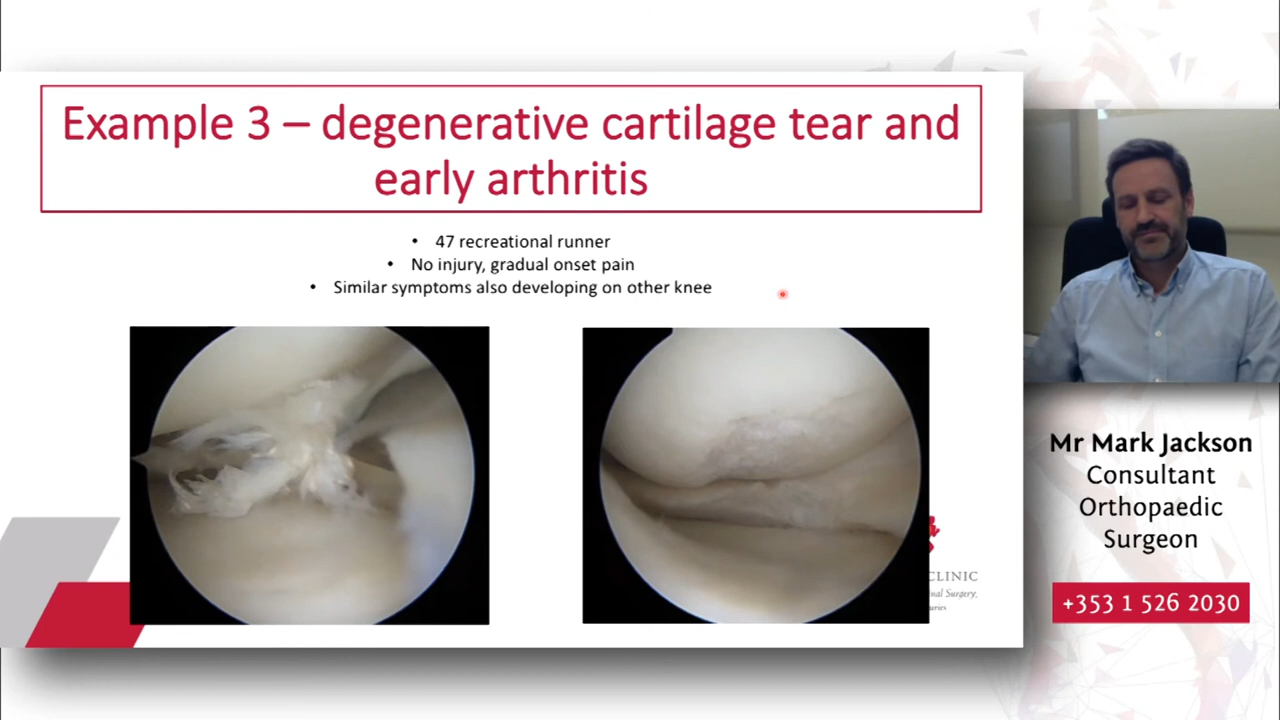 Example 3 – degenerative cartilage tear and
early arthritis
• 47 recreational runner
• No injury, gradual onset pain
• Similar symptoms also developing on other knee
CLINIC
Mr Mark Jackson
Consultant
Orthopaedic
Surgeon
+353 1 526 2030